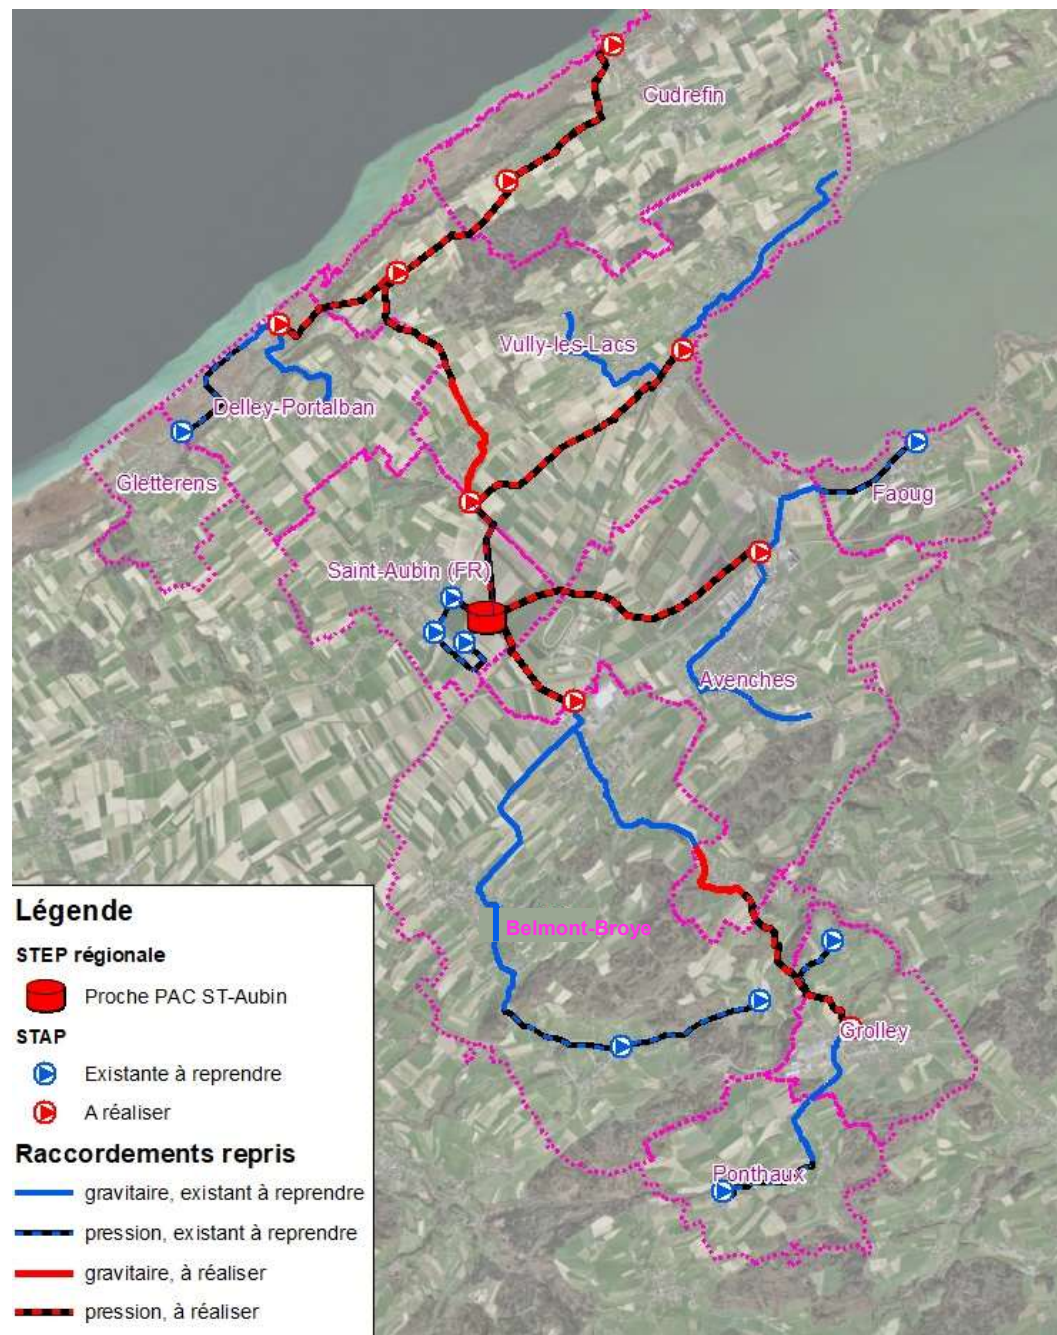 Cudrefin
Vully-les-Lacs
Delley-Portalban
Gletterens
Faoug
Saint-Aubin (FR)
Avenches
Belmont-Broye
Grolley
Ponthaux
Légende
STEP régionale
Proche PAC ST-Aubin
STAP
Existante à reprendre
A réaliser
Raccordements repris
gravitaire, existant à reprendre
pression, existant à reprendre
gravitaire, à réaliser
pression, à réaliser